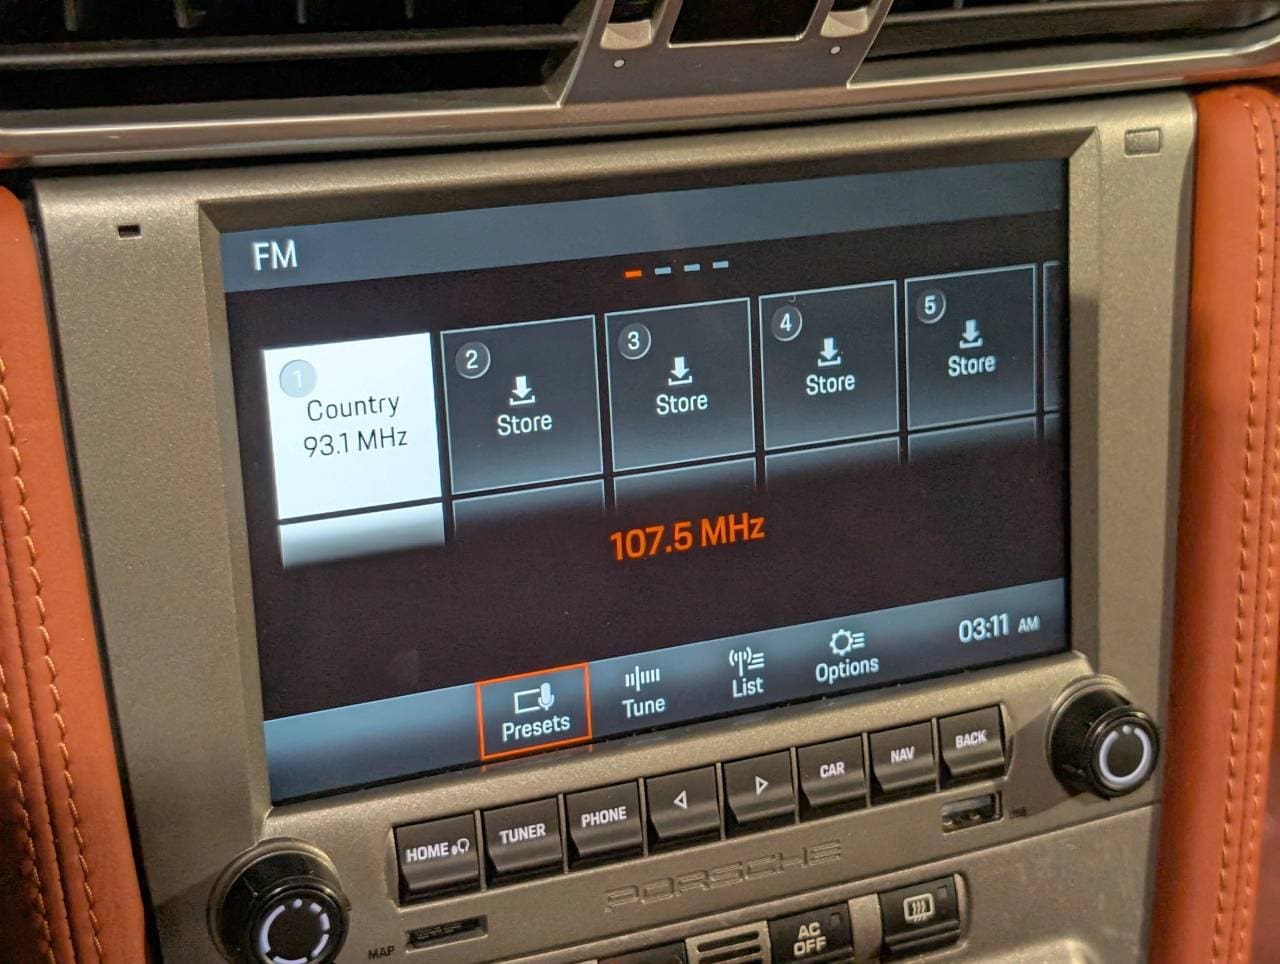 FM
1
Country
93.1 MHz
2
Store
3
Store
4
Store
5
Store
107.5 MHz
Presets
Tune
List
Options
03:11 AM
HOME
TUNER
PHONE
CAR
NAV
BACK
USB
PORSCHE
MAP
AC
OFF